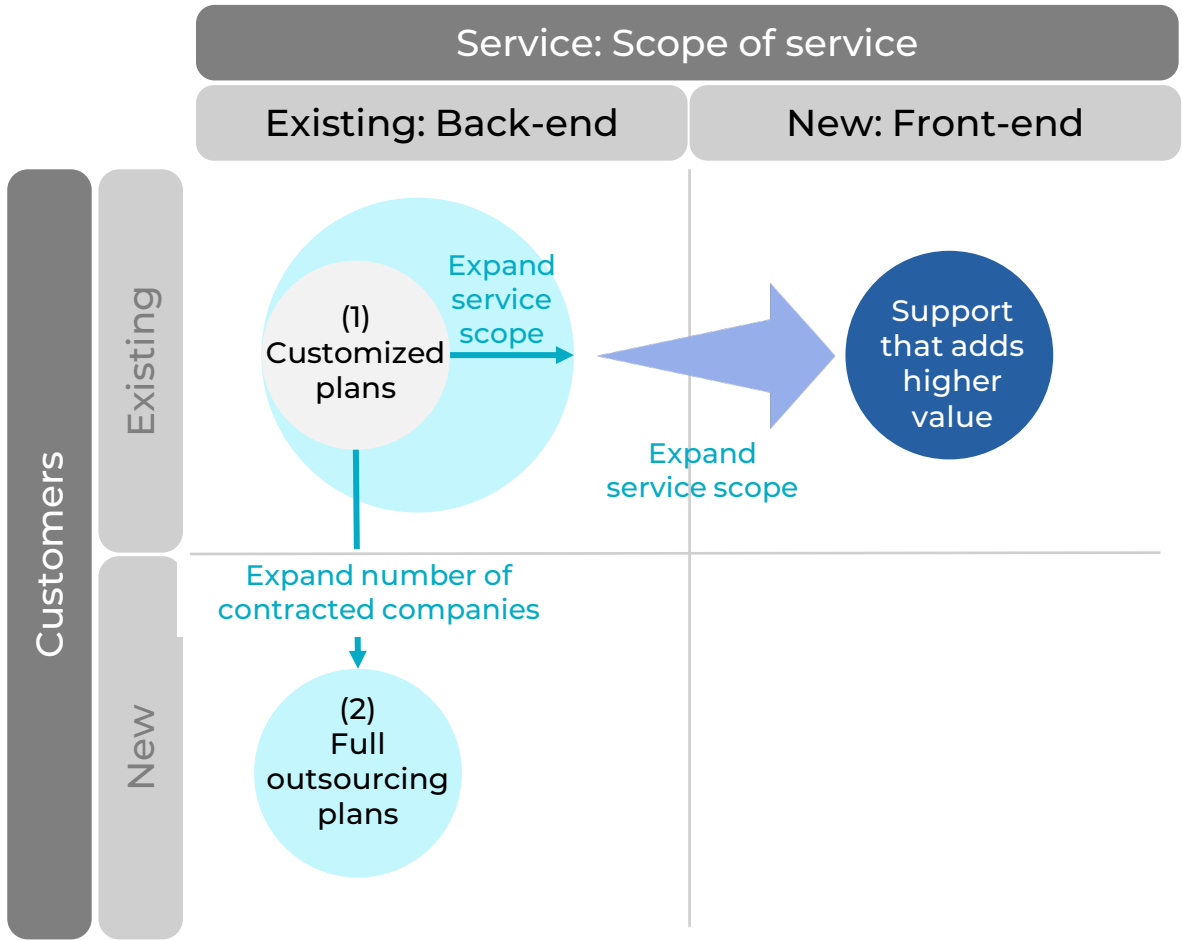 Service: Scope of service
Existing: Back-end
New: Front-end
Customers
Existing
New
(1)
Customized
plans
Expand
service
scope
Expand
service scope
Support
that adds
higher
value
Expand number of
contracted companies
(2)
Full
outsourcing
plans